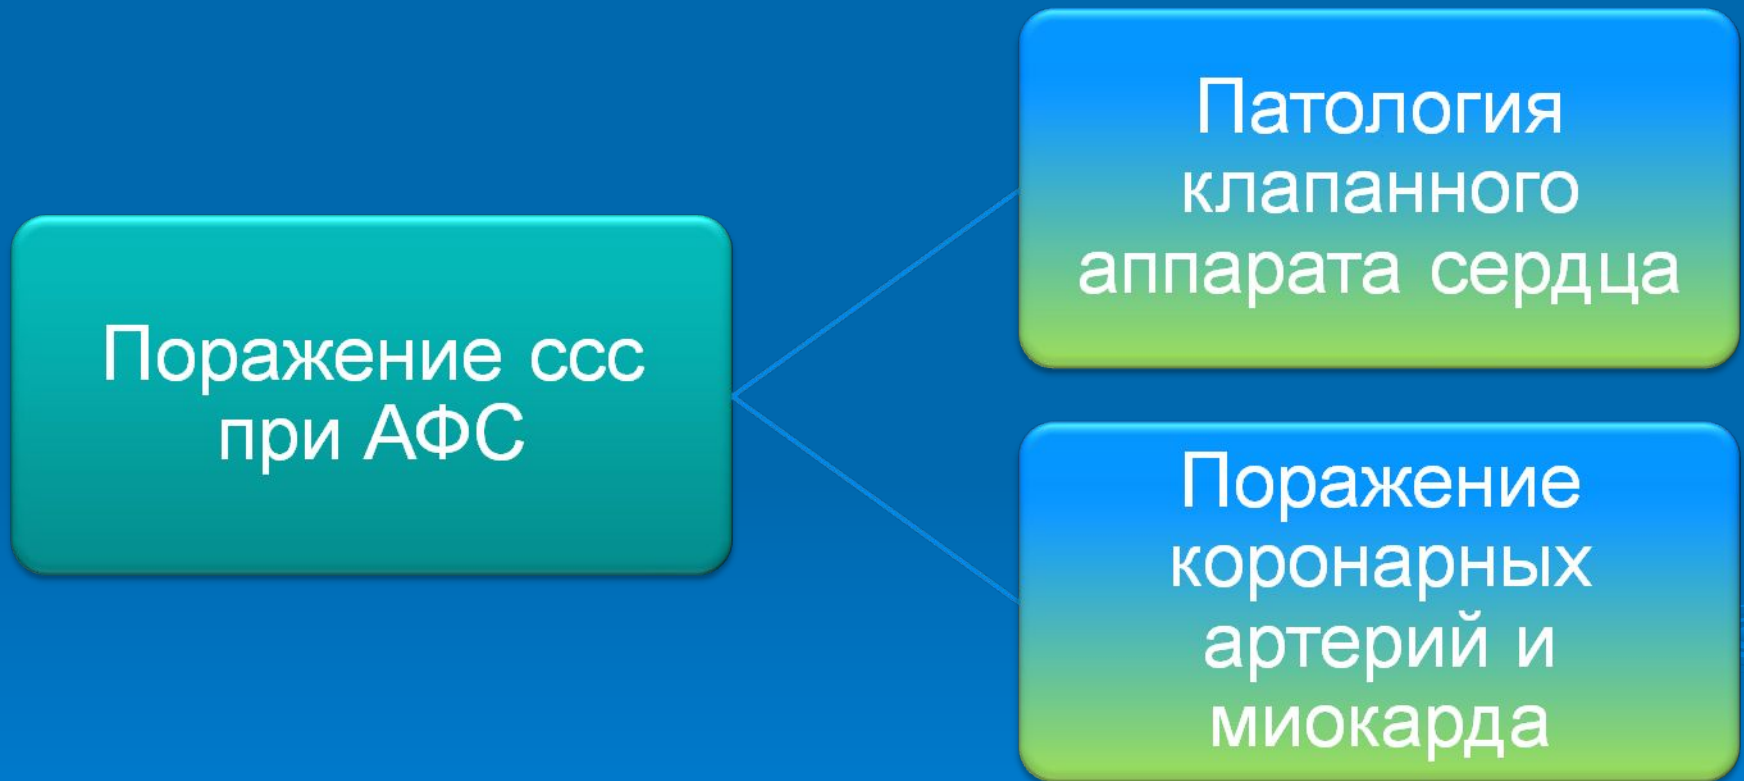 Поражение ссс
при АФС
Патология
клапанного
аппарата сердца
Поражение
коронарных
артерий и
миокарда